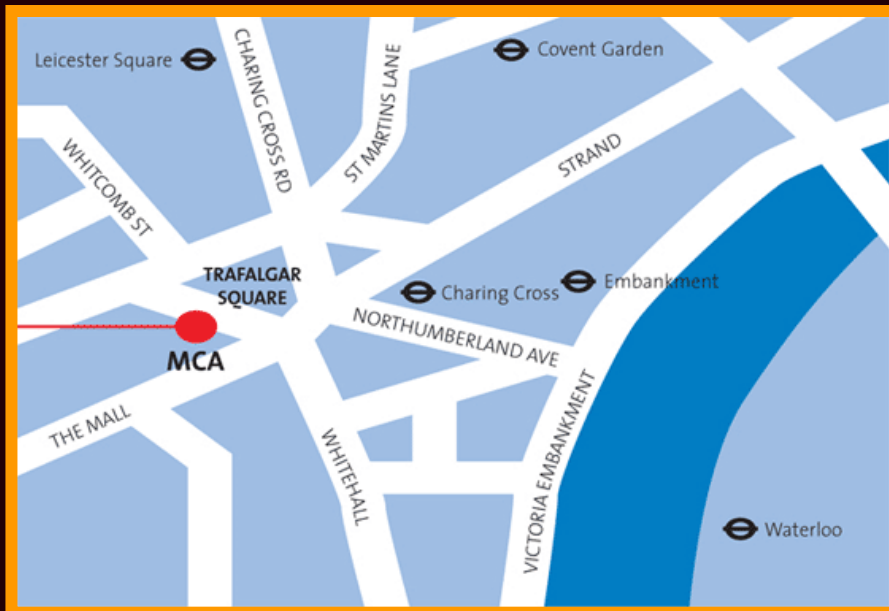 Leicester Square
CHARING CROSS RD
ST MARTINS LANE
Covent Garden
STRAND
WHITCOMB ST
TRAFALGAR
SQUARE
Charing Cross
Embankment
MCA
NORTHUMBERLAND AVE
THE MALL
WHITEHALL
VICTORIA EMBANKMENT
Waterloo